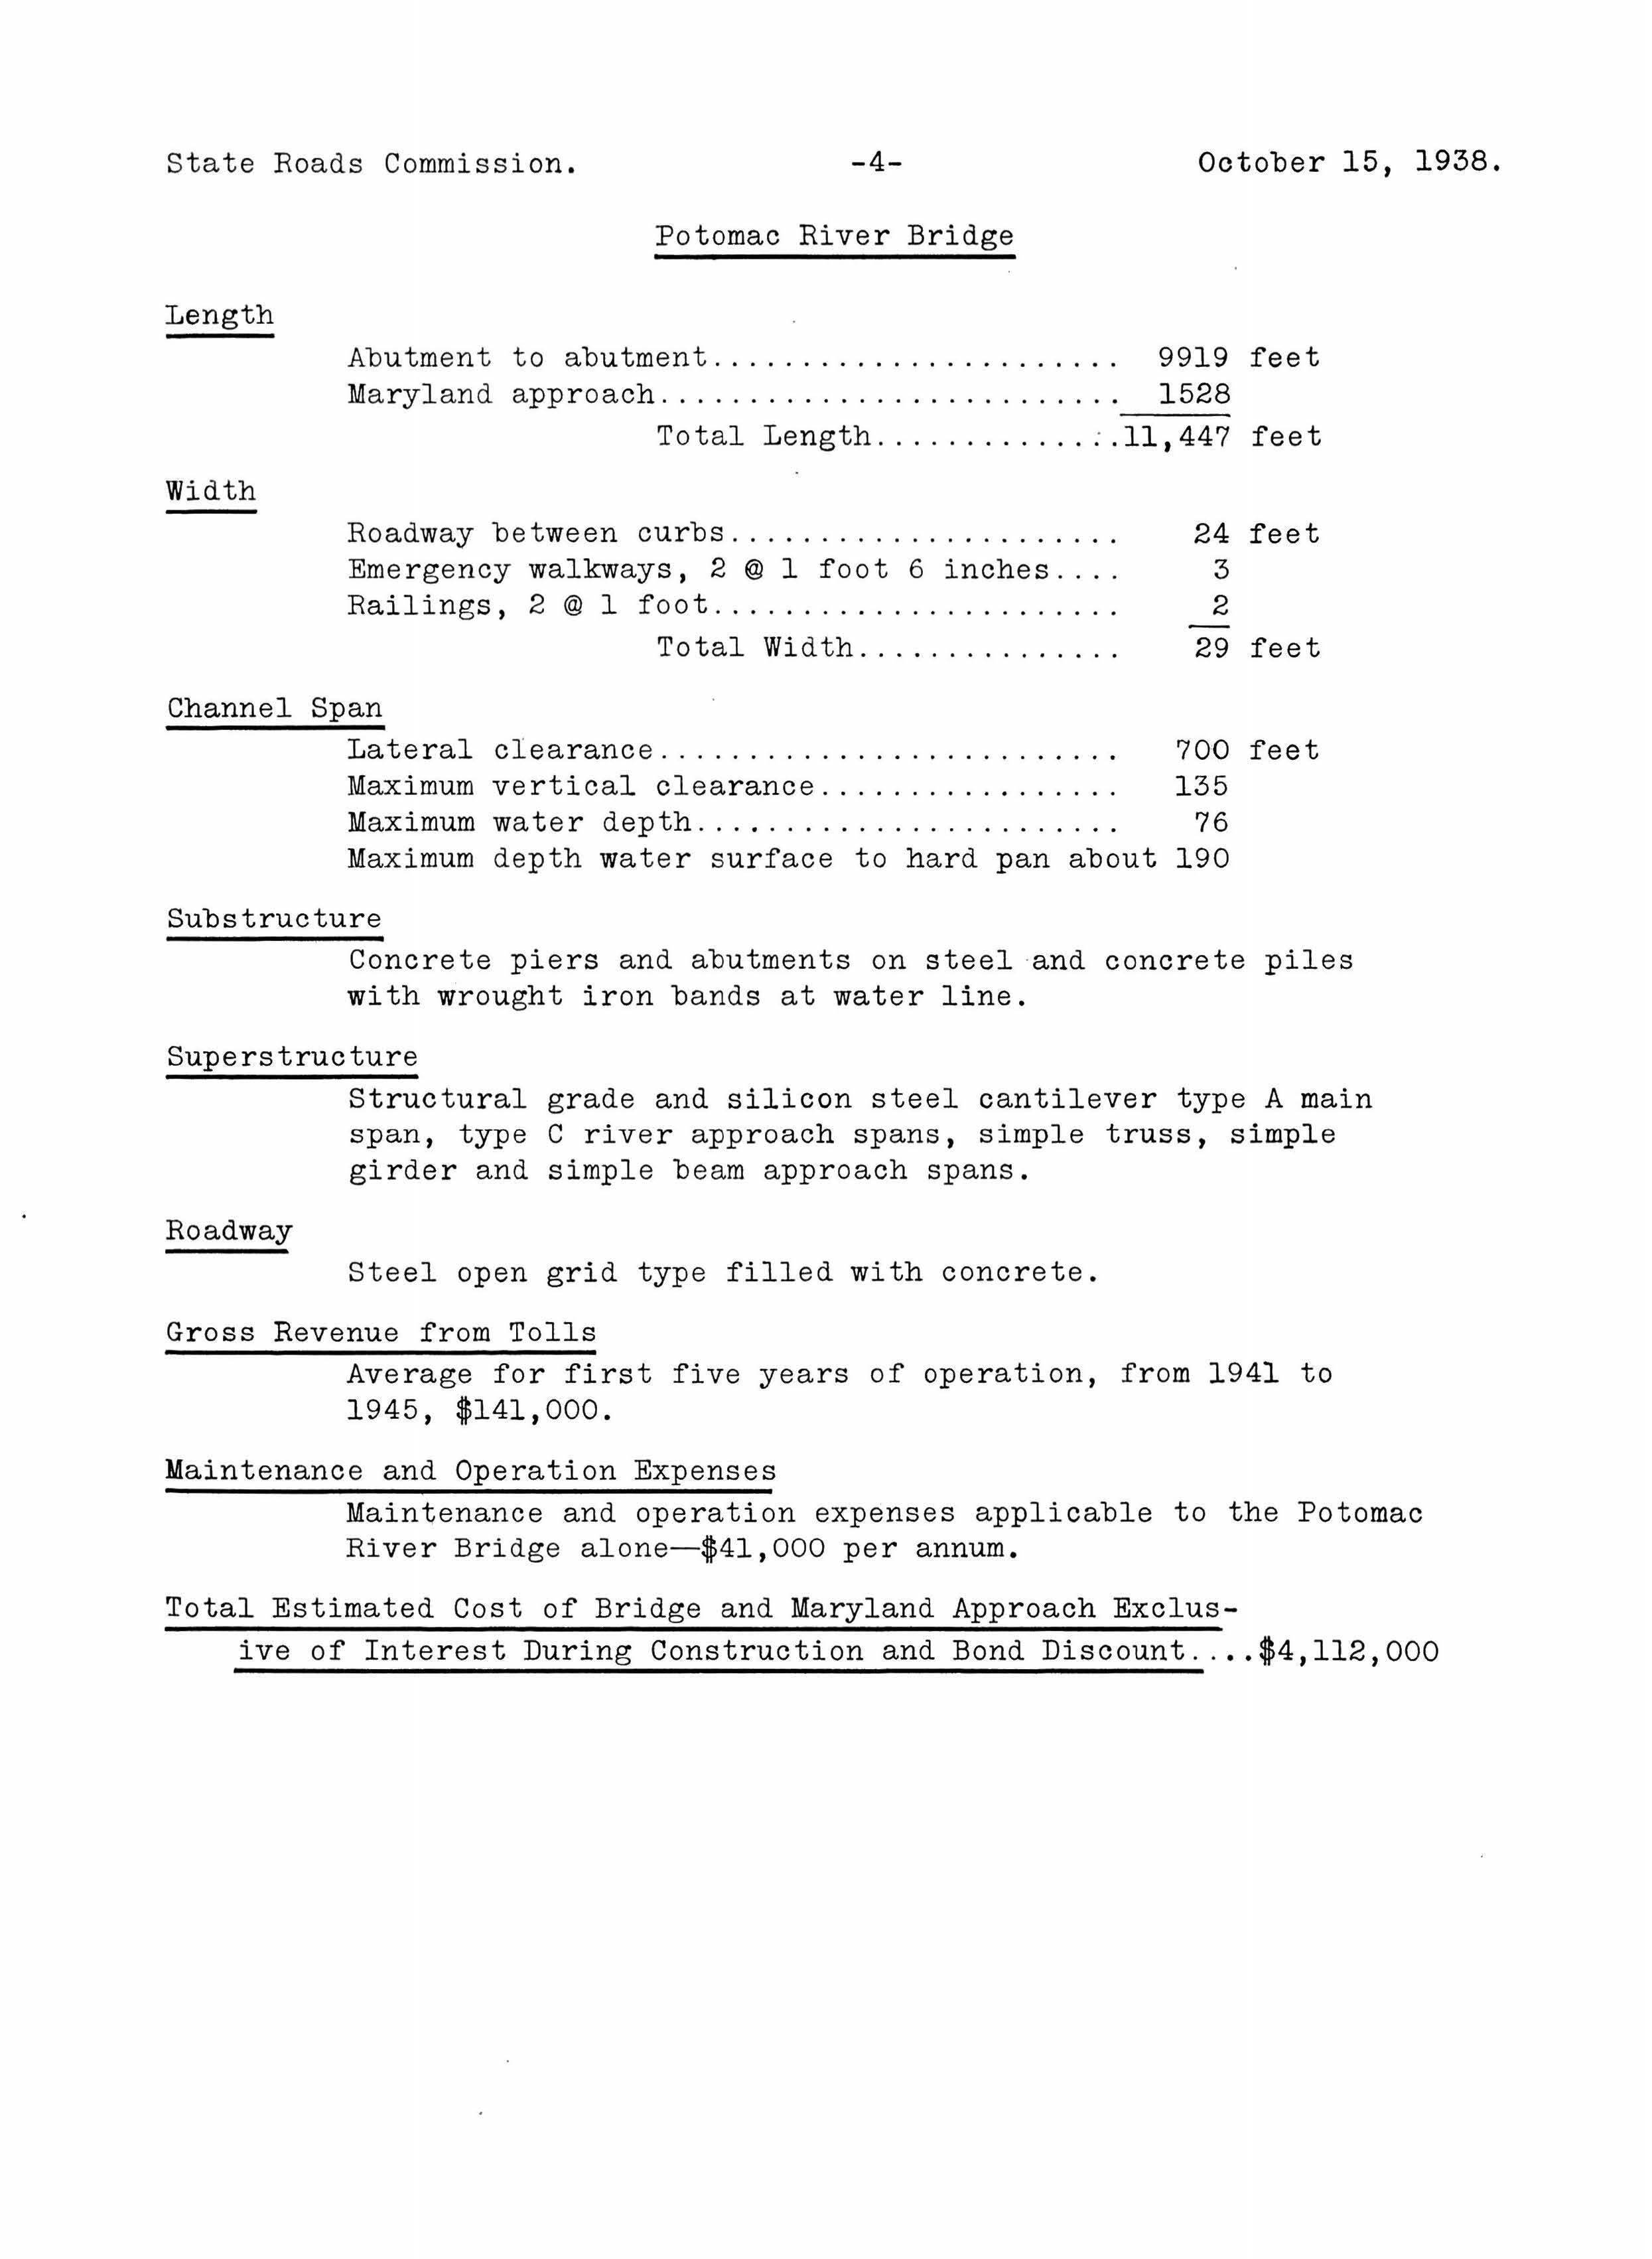 State Roads Commission. -4- October 15, 1938.
Potomac River Bridge
Length
Abutment to abutment....................... 9919 feet
Maryland approach.......................... 1528
Total Length..............11,447 feet
Width
Roadway between curbs...................... 24 feet
Emergency walkways, 2 @ 1 foot 6 inches.... 3
Railings, 2 @ 1 foot....................... 2
Total Width............... 29 feet
Channel Span
Lateral clearance.......................... 700 feet
Maximum vertical clearance................. 135
Maximum water depth........................ 76
Maximum depth water surface to hard pan about 190
Substructure
Concrete piers and abutments on steel and concrete piles
with wrought iron bands at water line.
Superstructure
Structural grade and silicon steel cantilever type A main
span, type C river approach spans, simple truss, simple
girder and simple beam approach spans.
Roadway
Steel open grid type filled with concrete.
Gross Revenue from Tolls
Average for first five years of operation, from 1941 to
1945, $141,000.
Maintenance and Operation Expenses
Maintenance and operation expenses applicable to the Potomac
River Bridge alone—$41,000 per annum.
Total Estimated Cost of Bridge and Maryland Approach Exclus-
ive of Interest During Construction and Bond Discount....$4,112,000